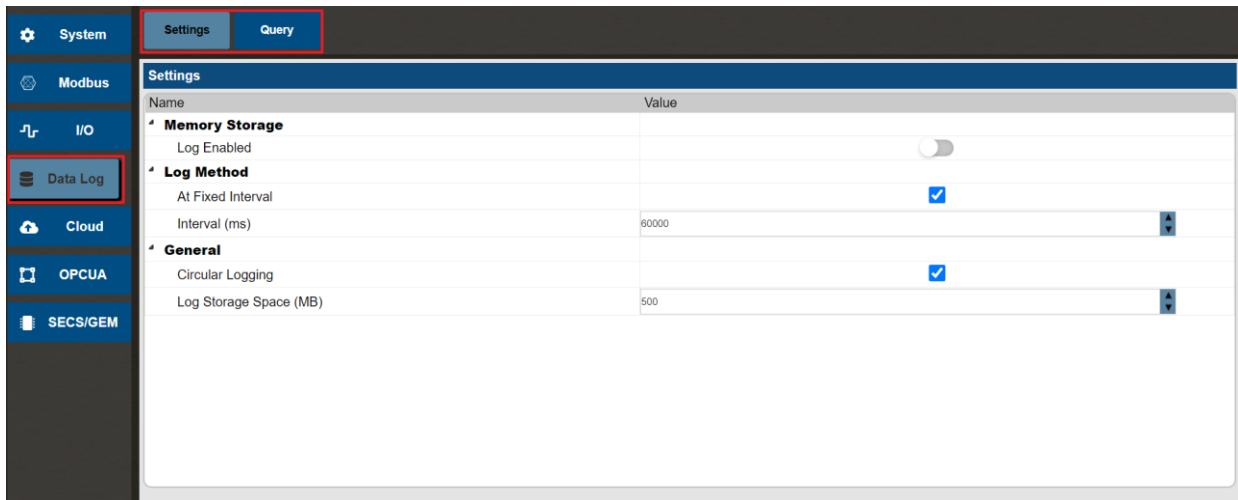 System
Modbus
I/O
Data Log
Cloud
OPCUA
SECS/GEM
Settings Query
Settings
Name Value
Memory Storage
Log Enabled
Log Method
At Fixed Interval
Interval (ms) 60000
General
Circular Logging
Log Storage Space (MB) 500